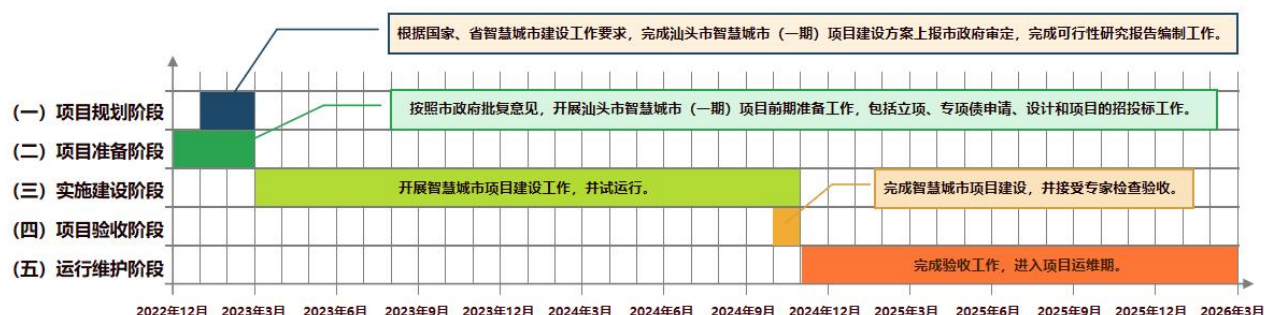 根据国家、省智慧城市建设工作要求，完成汕头市智慧城市（一期）项目建设方案上报市政府审定，完成可行性研究报告编制工作。
（一）项目规划阶段
按照市政府批复意见，开展汕头市智慧城市（一期）项目前期准备工作，包括立项、专项债申请、设计和项目的招投标工作。
（二）项目准备阶段
（三）实施建设阶段
开展智慧城市项目建设工作，并试运行。
完成智慧城市项目建设，并接受专家检查验收。
（四）项目验收阶段
（五）运行维护阶段
完成验收工作，进入项目运维期。
2022年12月 2023年3月 2023年6月 2023年9月 2023年12月 2024年3月 2024年6月 2024年9月 2024年12月 2025年3月 2025年6月 2025年9月 2025年12月 2026年3月